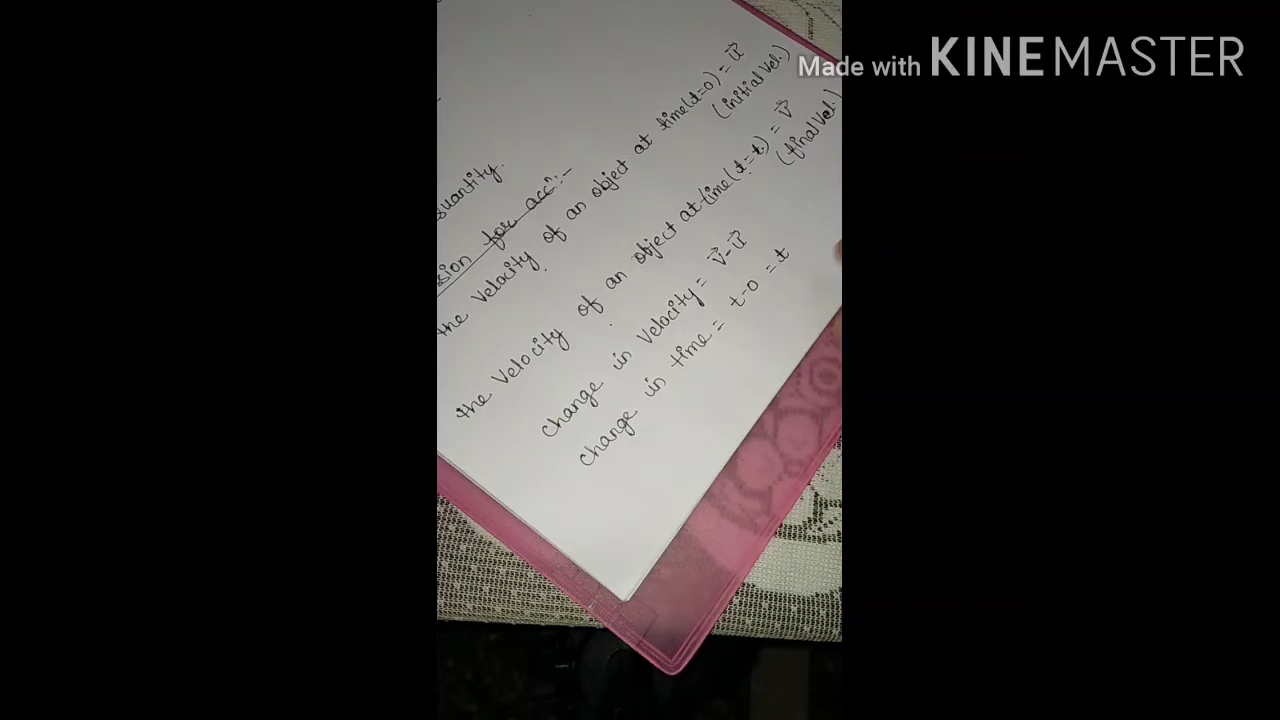 Made with KINEMASTER
quantity.
sion for accⁿ:-
the Velocity of an object at time(t=0) = u⃗
(initial vel.)
the Velocity of an object at time(t=t) = v⃗
(final vel.)
Change in Velocity = v⃗-u⃗
Change in time = t-0 = t